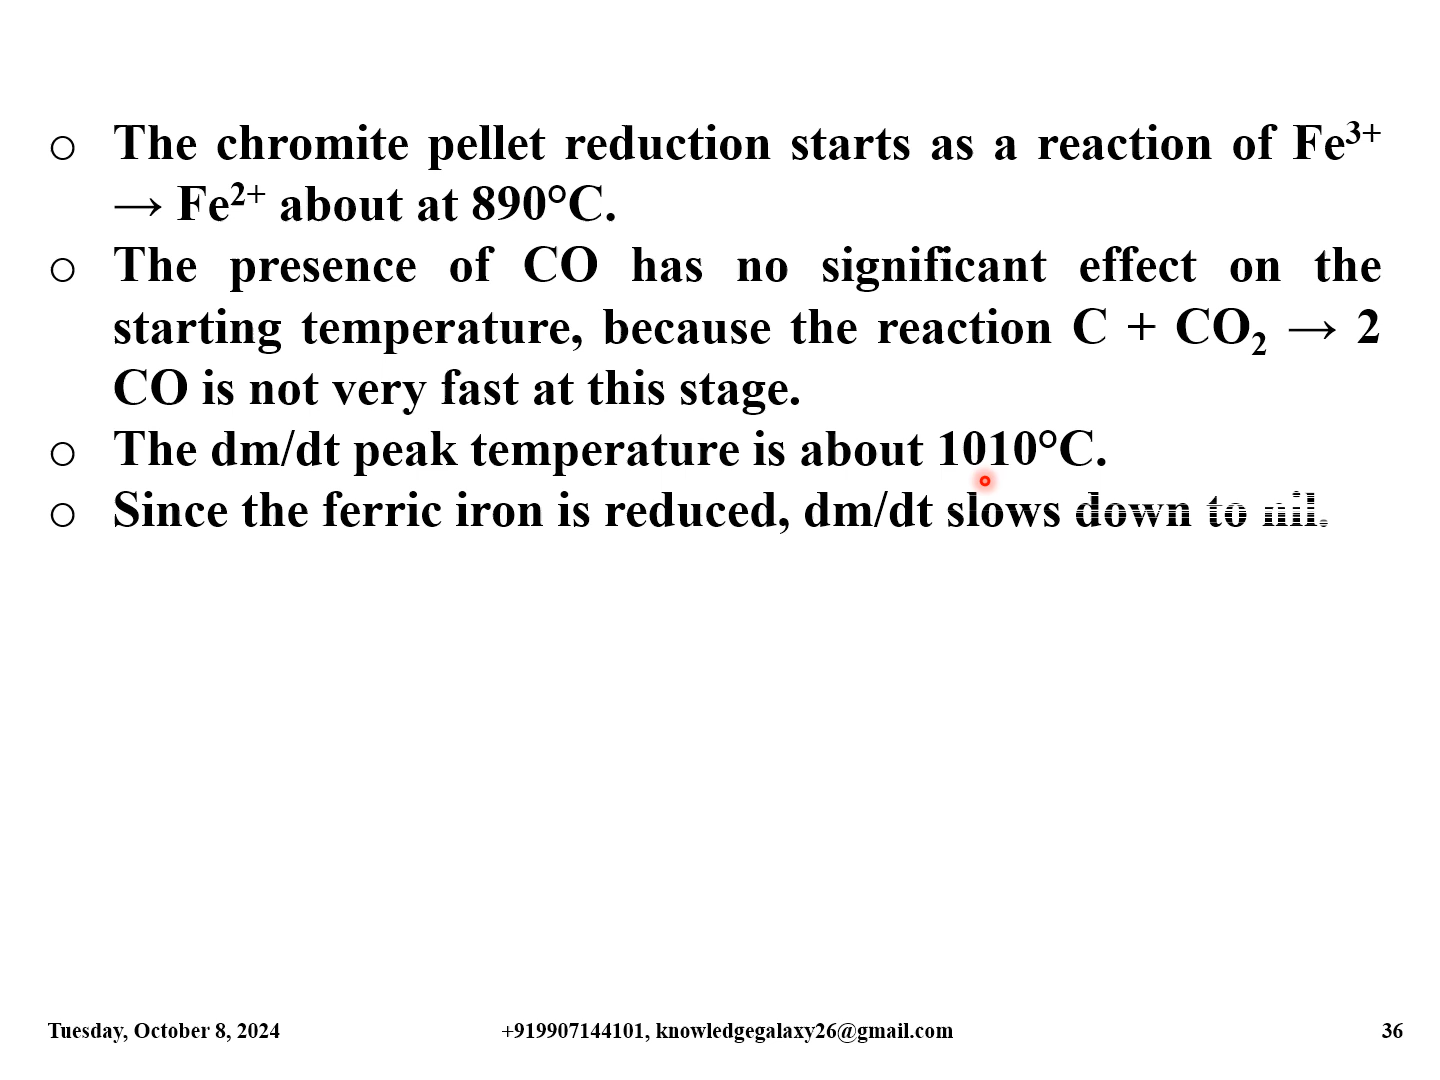 o The chromite pellet reduction starts as a reaction of Fe³⁺
→ Fe²⁺ about at 890°C.
o The presence of CO has no significant effect on the
starting temperature, because the reaction C + CO₂ → 2
CO is not very fast at this stage.
o The dm/dt peak temperature is about 1010°C.
o Since the ferric iron is reduced, dm/dt slows down to nil.
Tuesday, October 8, 2024 +919907144101, knowledgegalaxy26@gmail.com 36